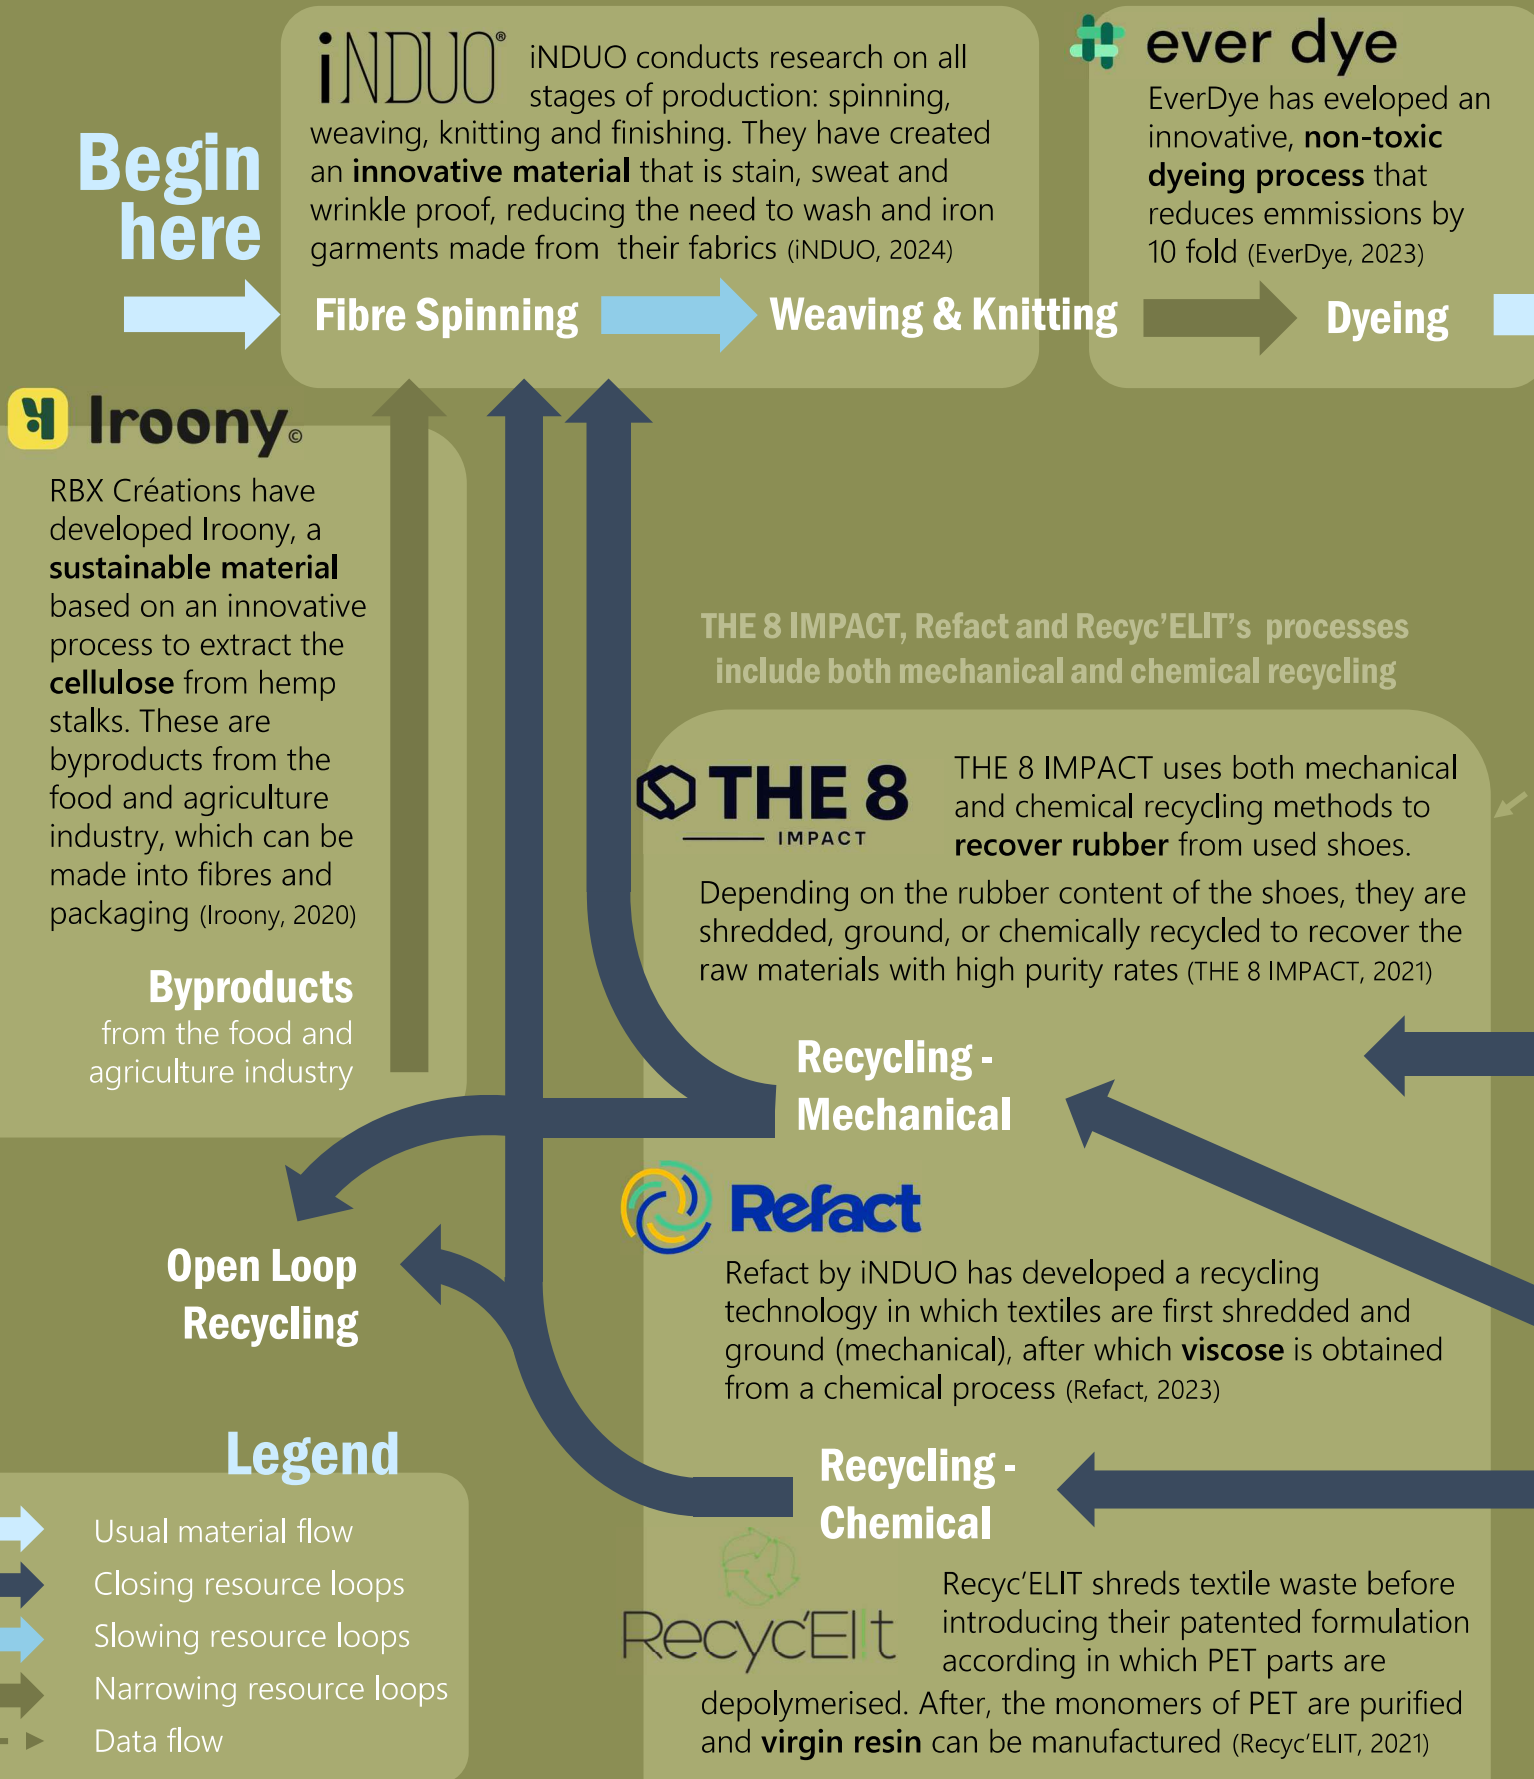 iNDUO®
iNDUO conducts research on all
stages of production: spinning,
weaving, knitting and finishing. They have created
an innovative material that is stain, sweat and
wrinkle proof, reducing the need to wash and iron
garments made from their fabrics (iNDUO, 2024)
ever dye
EverDye has eveloped an
innovative, non-toxic
dyeing process that
reduces emmissions by
10 fold (EverDye, 2023)
Begin
here
Fibre Spinning
Weaving & Knitting
Dyeing
Iroony©
RBX Créations have
developed Iroony, a
sustainable material
based on an innovative
process to extract the
cellulose from hemp
stalks. These are
byproducts from the
food and agriculture
industry, which can be
made into fibres and
packaging (Iroony, 2020)
Byproducts
from the food and
agriculture industry
THE 8 IMPACT, Refact and Recyc'ELIT's processes
include both mechanical and chemical recycling
THE 8
IMPACT
THE 8 IMPACT uses both mechanical
and chemical recycling methods to
recover rubber from used shoes.
Depending on the rubber content of the shoes, they are
shredded, ground, or chemically recycled to recover the
raw materials with high purity rates (THE 8 IMPACT, 2021)
Recycling -
Mechanical
Refact
Refact by iNDUO has developed a recycling
technology in which textiles are first shredded and
ground (mechanical), after which viscose is obtained
from a chemical process (Refact, 2023)
Open Loop
Recycling
Recycling -
Chemical
Recyc'Elit
Recyc'ELIT shreds textile waste before
introducing their patented formulation
according in which PET parts are
depolymerised. After, the monomers of PET are purified
and virgin resin can be manufactured (Recyc'ELIT, 2021)
Legend
Usual material flow
Closing resource loops
Slowing resource loops
Narrowing resource loops
Data flow